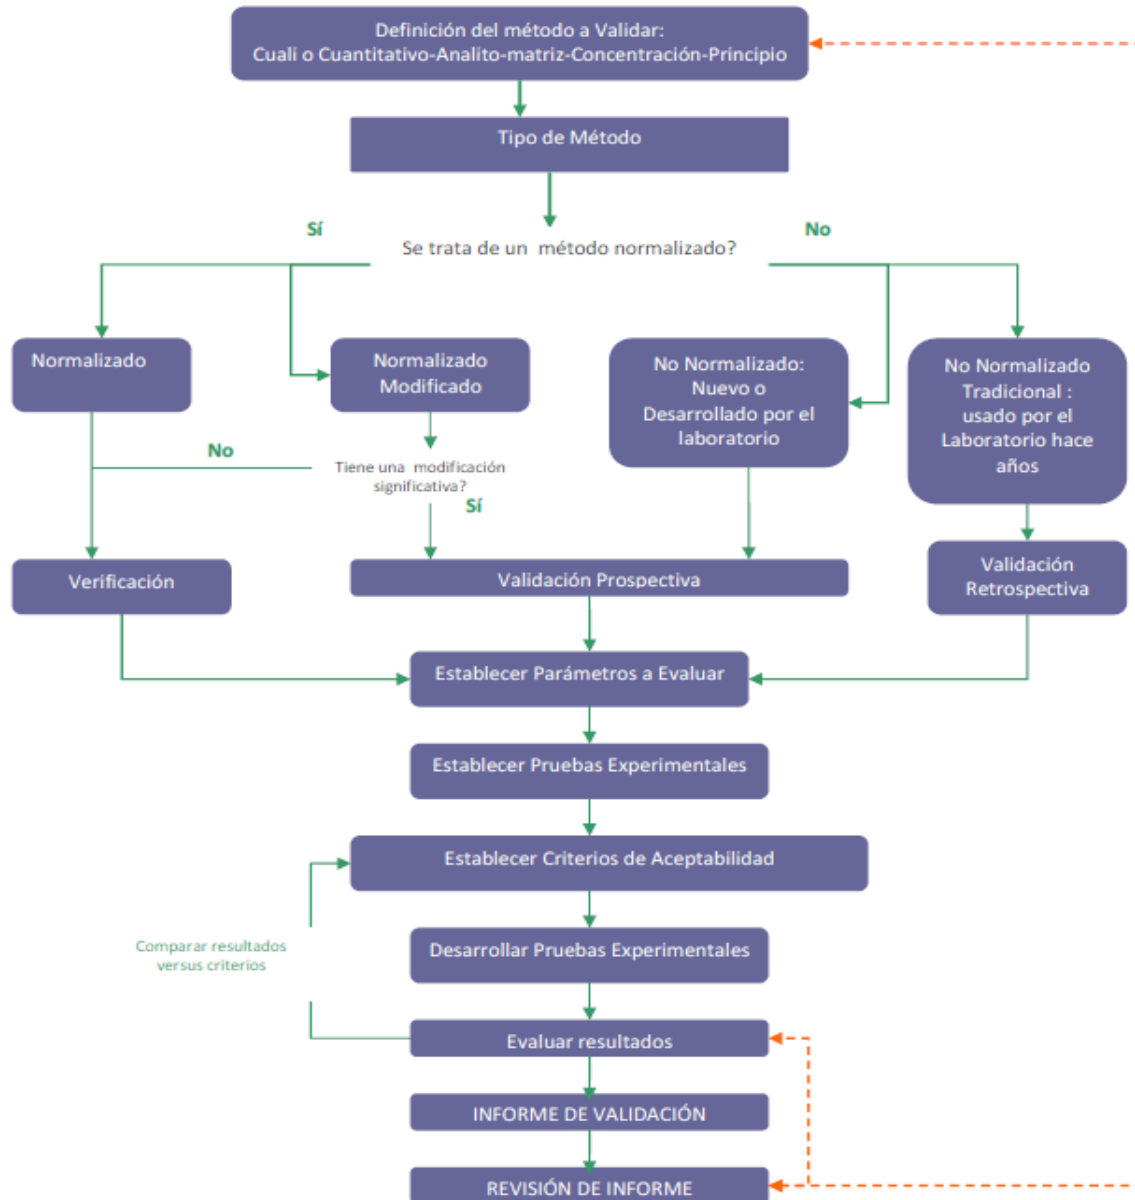 Definición del método a Validar:
Cuali o Cuantitativo-Analito-matriz-Concentración-Principio
Tipo de Método
Sí
No
Se trata de un método normalizado?
Normalizado
Normalizado
Modificado
No Normalizado:
Nuevo o
Desarrollado por el
laboratorio
No Normalizado
Tradicional :
usado por el
Laboratorio hace
años
No
Tiene una modificación
significativa?
Sí
Verificación
Validación Prospectiva
Validación
Retrospectiva
Establecer Parámetros a Evaluar
Establecer Pruebas Experimentales
Establecer Criterios de Aceptabilidad
Comparar resultados
versus criterios
Desarrollar Pruebas Experimentales
Evaluar resultados
INFORME DE VALIDACIÓN
REVISIÓN DE INFORME